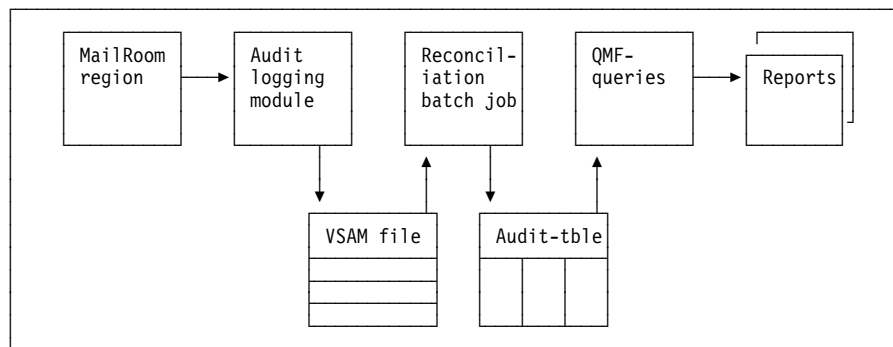 MailRoom
region
Audit
logging
module
Reconcil-
iation
batch job
QMF-
queries
Reports
VSAM file
Audit-tble